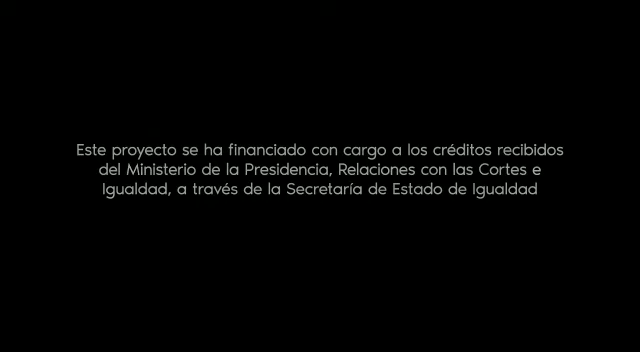 Este proyecto se ha financiado con cargo a los créditos recibidos
del Ministerio de la Presidencia, Relaciones con las Cortes e
Igualdad, a través de la Secretaría de Estado de Igualdad